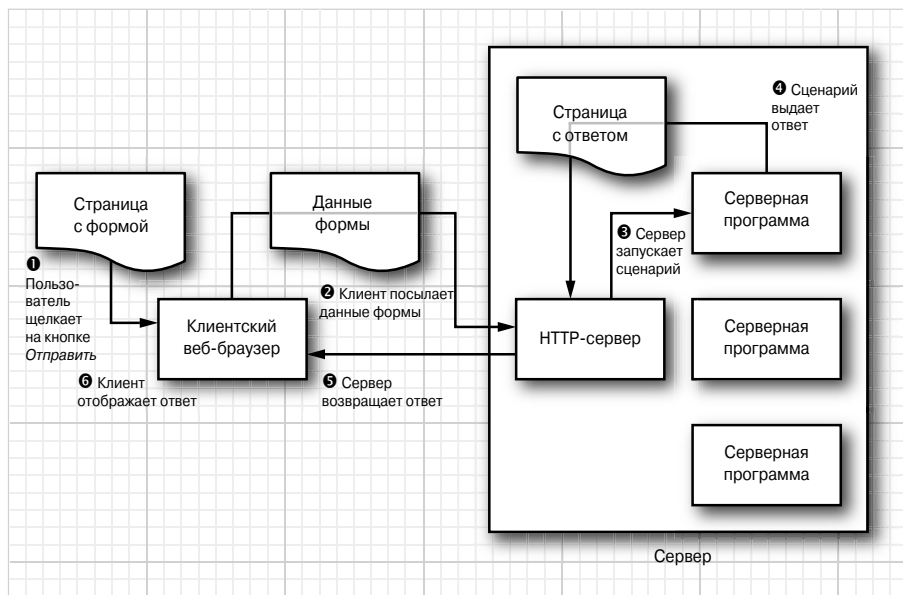 Страница
с формой
❶
Пользо-
ватель
щелкает
на кнопке
Отправить
Данные
формы
❷ Клиент посылает
данные формы
Клиентский
веб-браузер
❻ Клиент
отображает ответ
❺ Сервер
возвращает ответ
Страница
с ответом
❹ Сценарий
выдает
ответ
Серверная
программа
❸ Сервер
запускает
сценарий
HTTP-сервер
Серверная
программа
Серверная
программа
Сервер